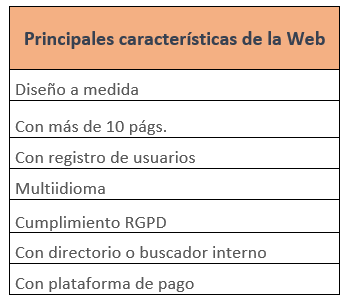 Principales características de la Web
Diseño a medida
Con más de 10 págs.
Con registro de usuarios
Multiidioma
Cumplimiento RGPD
Con directorio o buscador interno
Con plataforma de pago